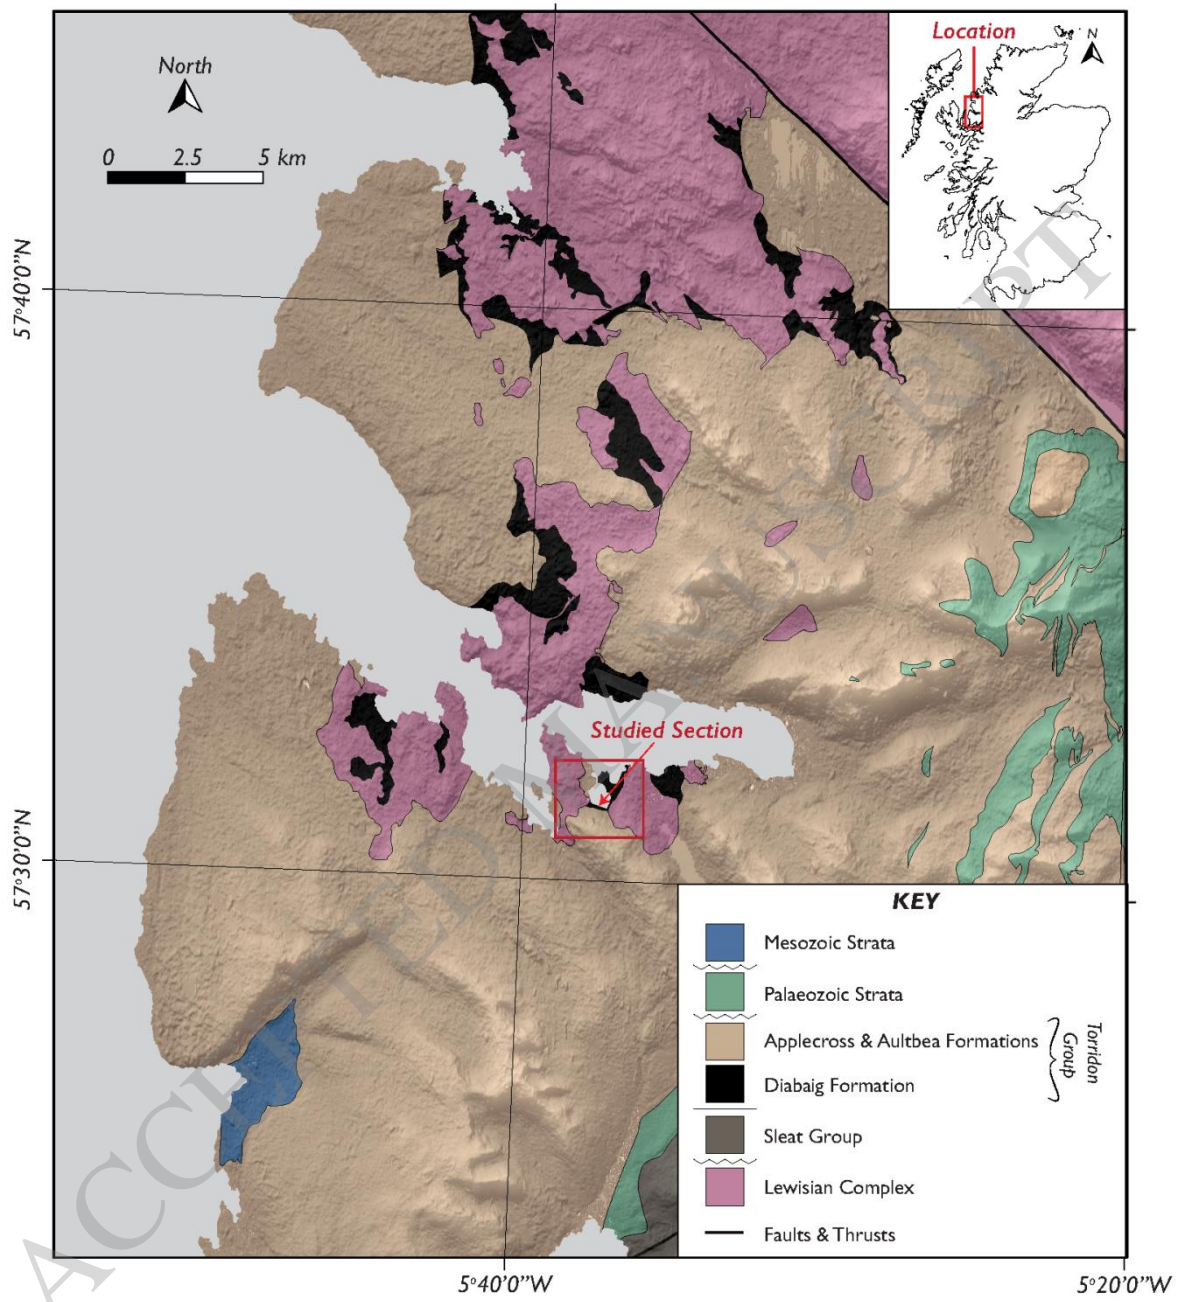 Location
N
North
0 2.5 5 km
57°40'0"N
Studied Section
57°30'0"N
KEY
Mesozoic Strata
Palaeozoic Strata
Applecross & Aultbea Formations
Torridon
Group
Diabaig Formation
Sleat Group
Lewisian Complex
Faults & Thrusts
5°40'0"W
5°20'0"W
ACCEPTED MANUSCRIPT